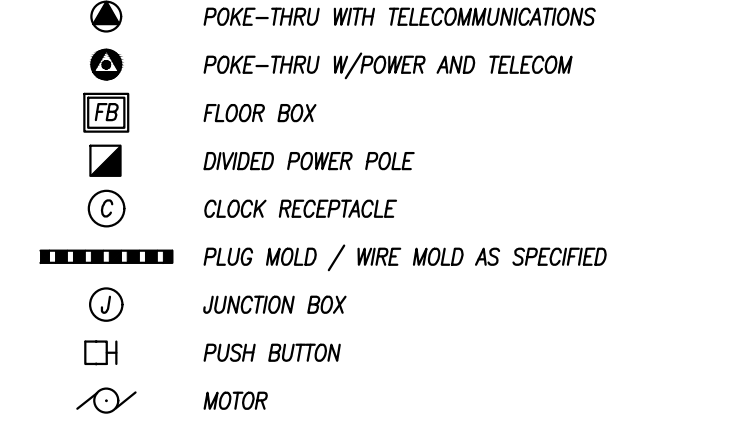 POKE-THRU WITH TELECOMMUNICATIONS
POKE-THRU W/POWER AND TELECOM
FB FLOOR BOX
DIVIDED POWER POLE
C CLOCK RECEPTACLE
PLUG MOLD / WIRE MOLD AS SPECIFIED
J JUNCTION BOX
PUSH BUTTON
MOTOR